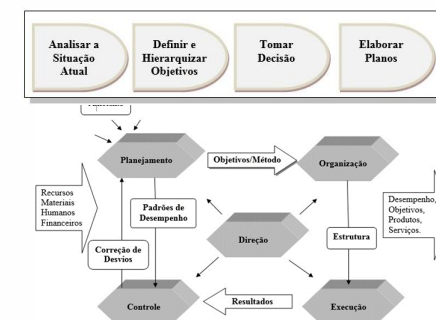 Analisar a
Situação
Atual
Definir e
Hierarquizar
Objetivos
Tomar
Decisão
Elaborar
Planos
Planejamento
Objetivos/Método
Organização
Recursos
Materiais
Humanos
Financeiros
Padrões de
Desempenho
Desempenho,
Objetivos,
Produtos,
Serviços.
Direção
Estrutura
Correção de
Desvios
Controle
Resultados
Execução